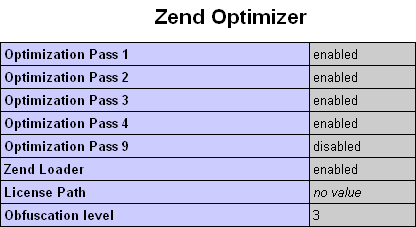 Zend Optimizer
Optimization Pass 1 enabled
Optimization Pass 2 enabled
Optimization Pass 3 enabled
Optimization Pass 4 enabled
Optimization Pass 9 disabled
Zend Loader enabled
License Path no value
Obfuscation level 3